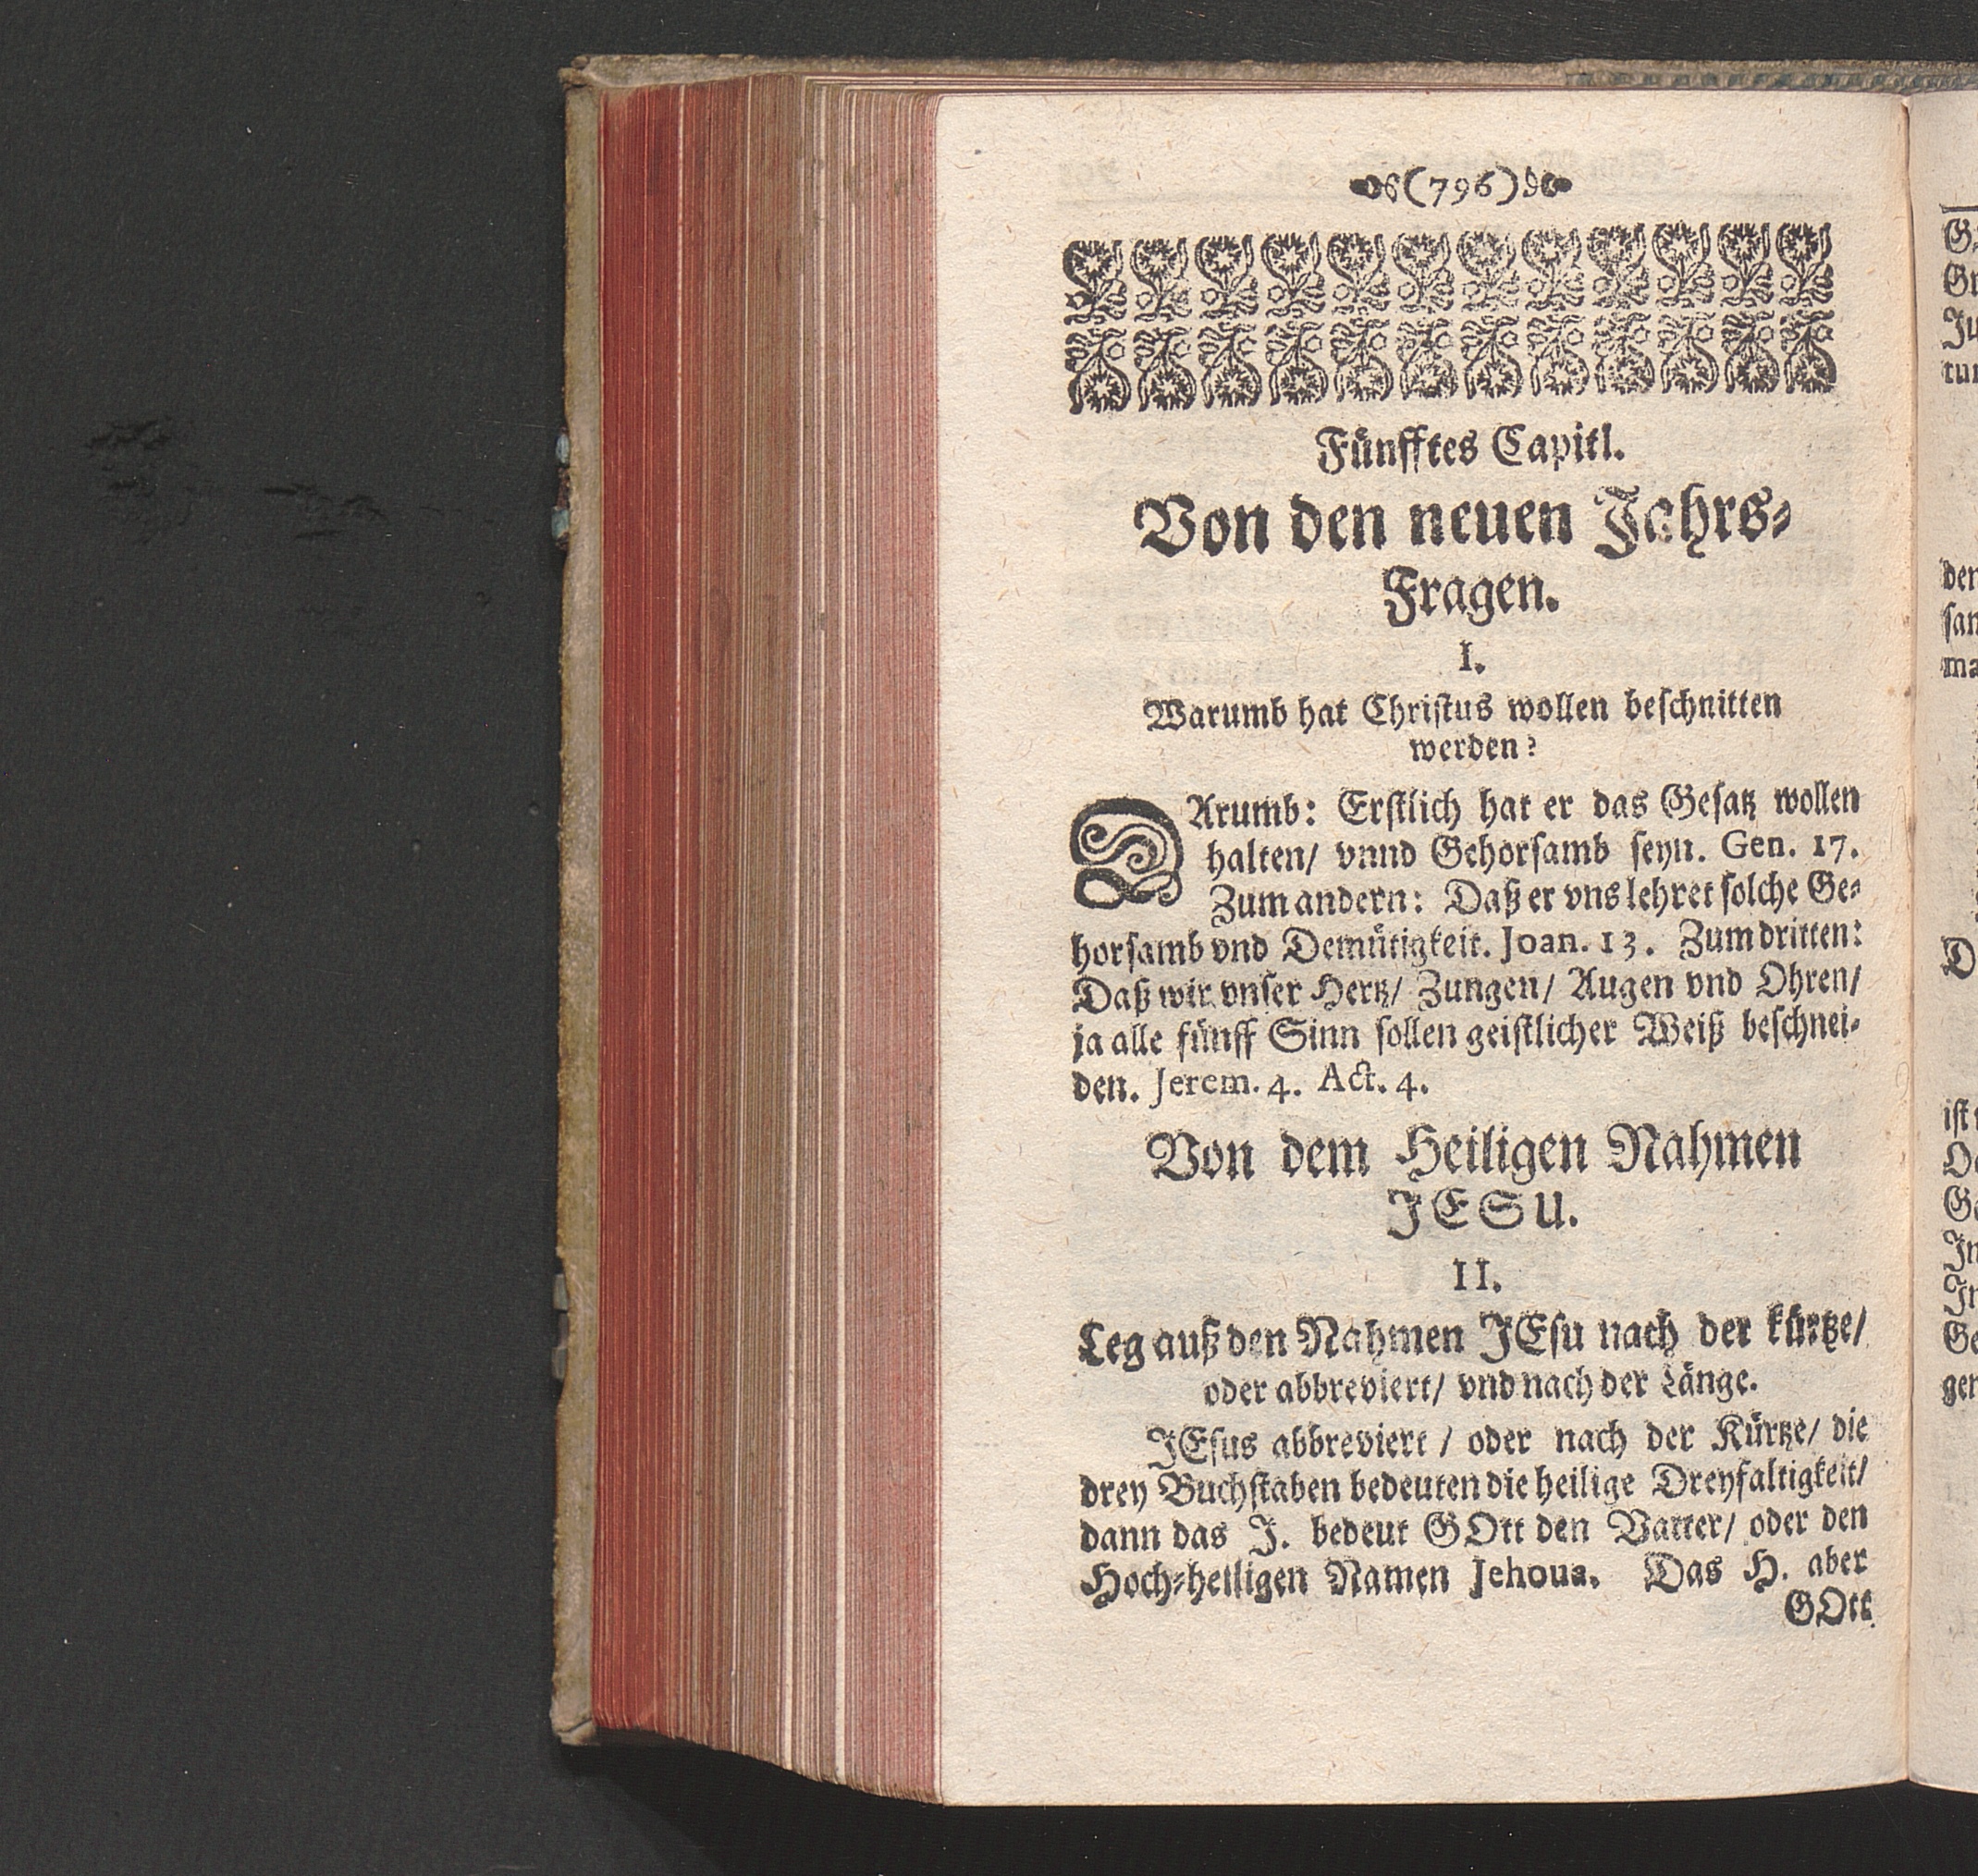 (796)
Fünfftes Capitl.
Von den neuen Jahrs-
Fragen.
I.
Warumb hat Christus wollen beschnitten
werden?
DArumb: Erstlich hat er das Gesatz wollen
halten/ vnnd Gehorsamb seyn. Gen. 17.
Zum andern: Daß er vns lehret solche Ge-
horsamb vnd Demütigkeit. Joan. 13. Zum dritten:
Daß wir vnser Hertz/ Zungen/ Augen vnd Ohren/
ja alle fünff Sinn sollen geistlicher Weiß beschnei-
den. Jerem. 4. Act. 4.
Von dem Heiligen Nahmen
JESU.
II.
Leg auß den Nahmen JEsu nach der kürtze/
oder abbreviert/ vnd nach der Länge.
JEsus abbreviert / oder nach der Kürtze/ die
drey Buchstaben bedeuten die heilige Dreyfaltigkeit/
dann das J. bedeut GOtt den Vatter/ oder den
Hoch-heiligen Namen Jehoua. Das H. aber
GOtt